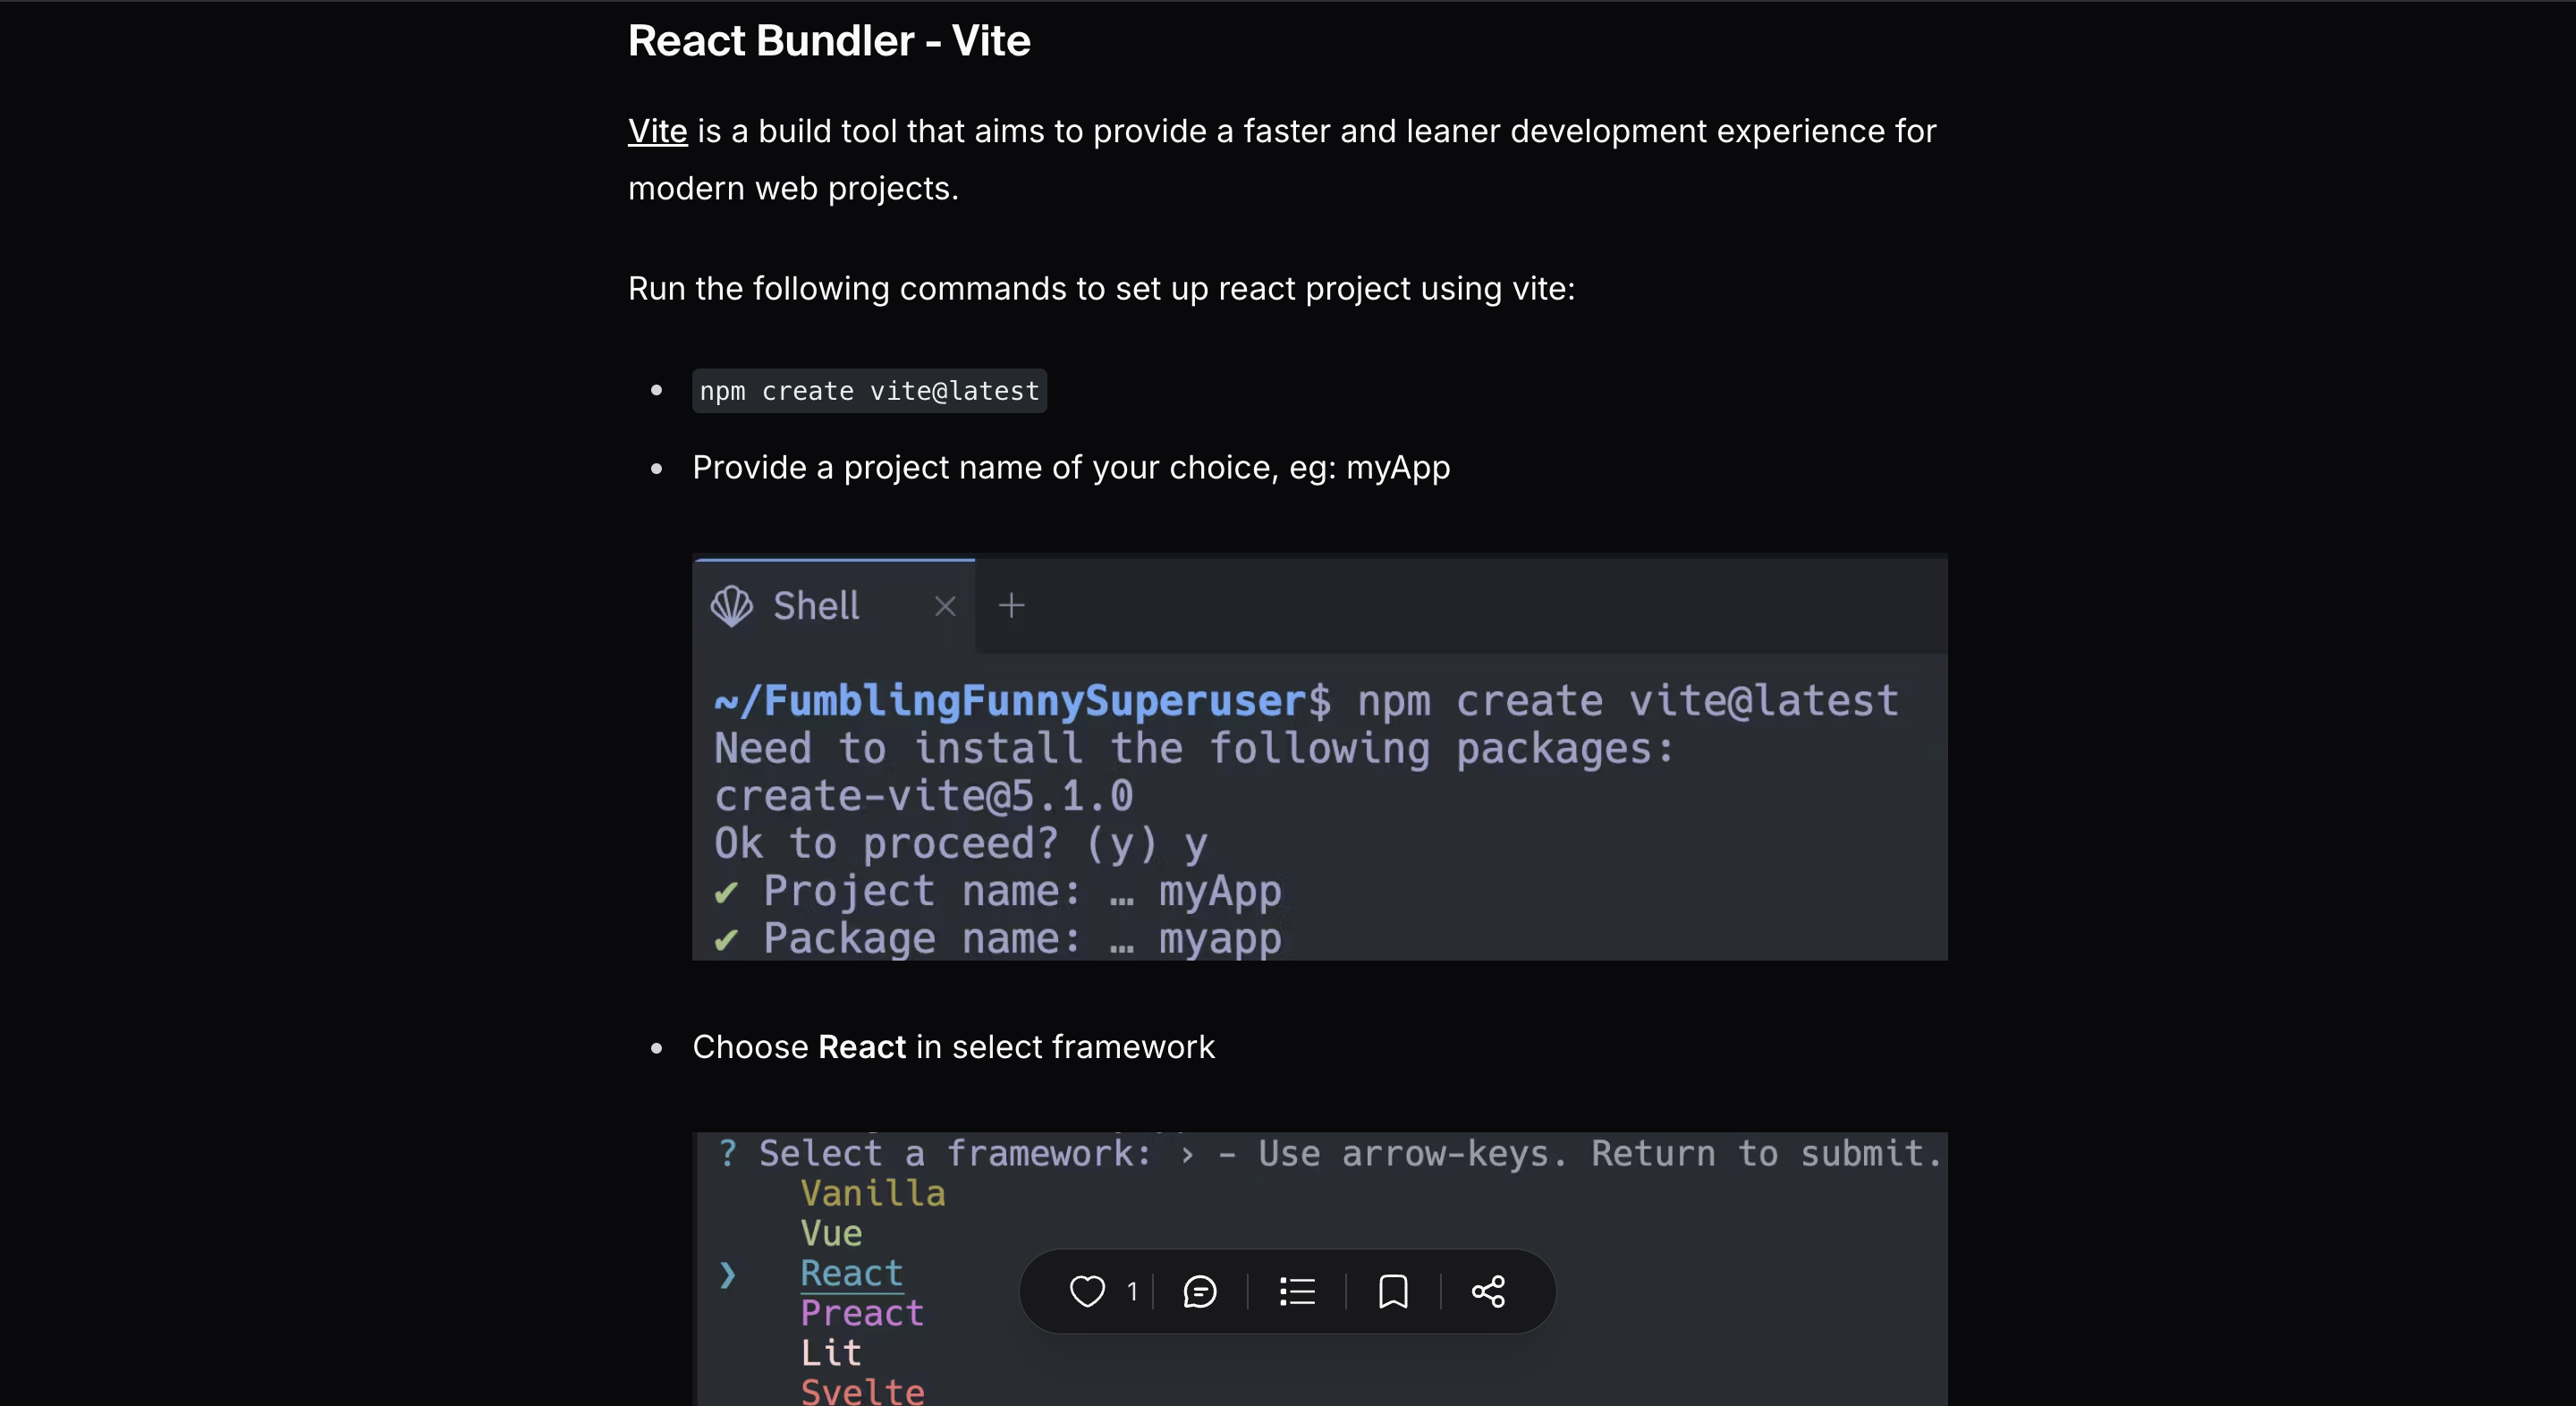 React Bundler - Vite
Vite is a build tool that aims to provide a faster and leaner development experience for
modern web projects.
Run the following commands to set up react project using vite:
npm create vite@latest
Provide a project name of your choice, eg: myApp
Shell
~/FumblingFunnySuperuser$ npm create vite@latest
Need to install the following packages:
create-vite@5.1.0
Ok to proceed? (y) y
✔ Project name: … myApp
✔ Package name: … myapp
Choose React in select framework
? Select a framework: › - Use arrow-keys. Return to submit.
Vanilla
Vue
❯ React
Preact
Lit
Svelte
1